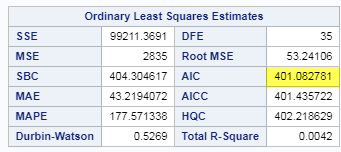 Ordinary Least Squares Estimates
SSE 99211.3691 DFE 35
MSE 2835 Root MSE 53.24106
SBC 404.304617 AIC 401.082781
MAE 43.2194072 AICC 401.435722
MAPE 177.571338 HQC 402.218629
Durbin-Watson 0.5269 Total R-Square 0.0042